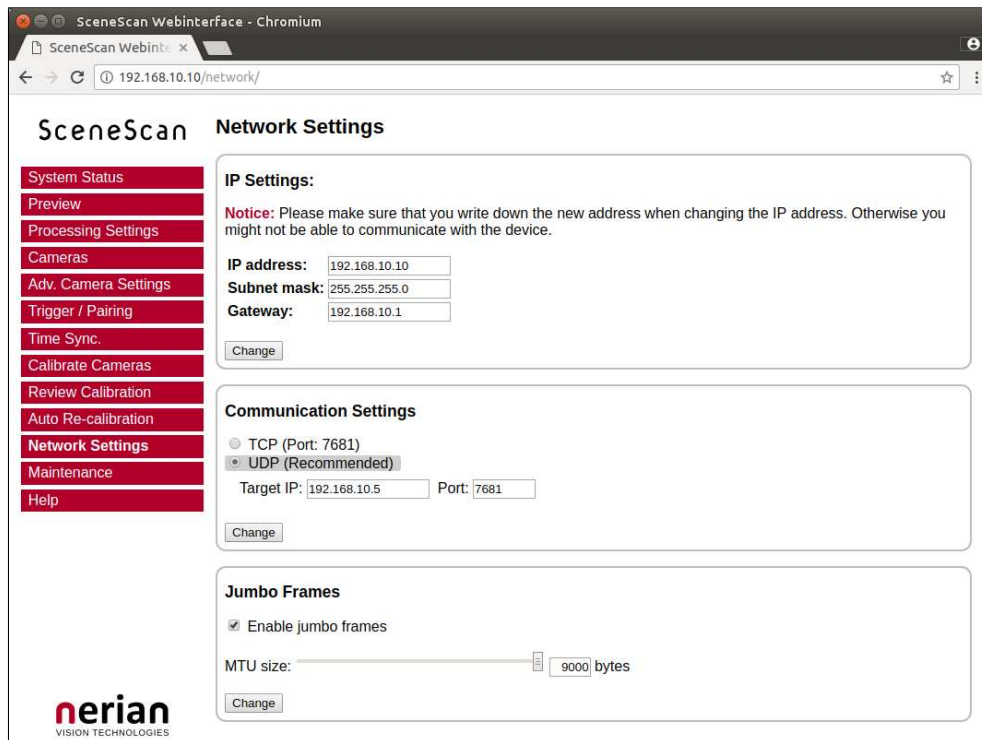 SceneScan Webinterface - Chromium
SceneScan Webinte
192.168.10.10/network/
SceneScan
Network Settings
System Status
Preview
Processing Settings
Cameras
Adv. Camera Settings
Trigger / Pairing
Time Sync.
Calibrate Cameras
Review Calibration
Auto Re-calibration
Network Settings
Maintenance
Help
IP Settings:
Notice: Please make sure that you write down the new address when changing the IP address. Otherwise you
might not be able to communicate with the device.
IP address: 192.168.10.10
Subnet mask: 255.255.255.0
Gateway: 192.168.10.1
Change
Communication Settings
TCP (Port: 7681)
UDP (Recommended)
Target IP: 192.168.10.5 Port: 7681
Change
Jumbo Frames
Enable jumbo frames
MTU size: 9000 bytes
Change
nerian
VISION TECHNOLOGIES